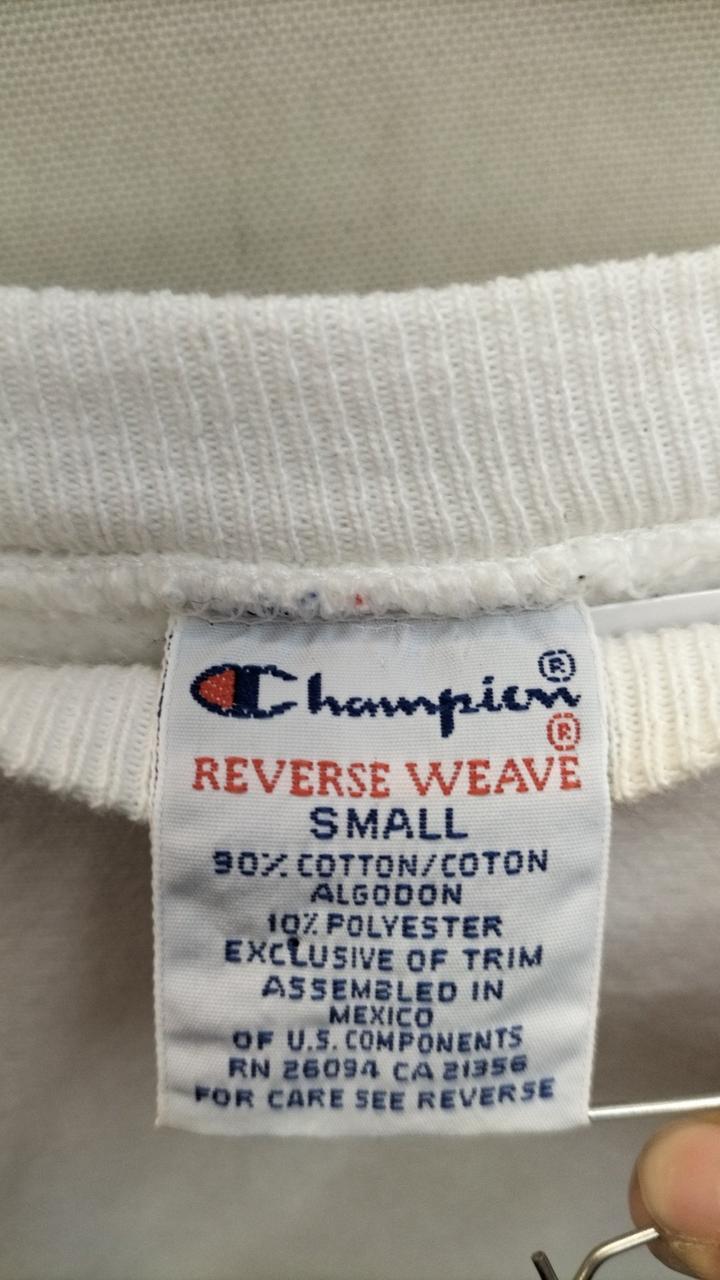 Champion®
®
REVERSE WEAVE
SMALL
90% COTTON/COTON
ALGODON
10% POLYESTER
EXCLUSIVE OF TRIM
ASSEMBLED IN
MEXICO
OF U.S. COMPONENTS
RN 26094 CA 21356
FOR CARE SEE REVERSE